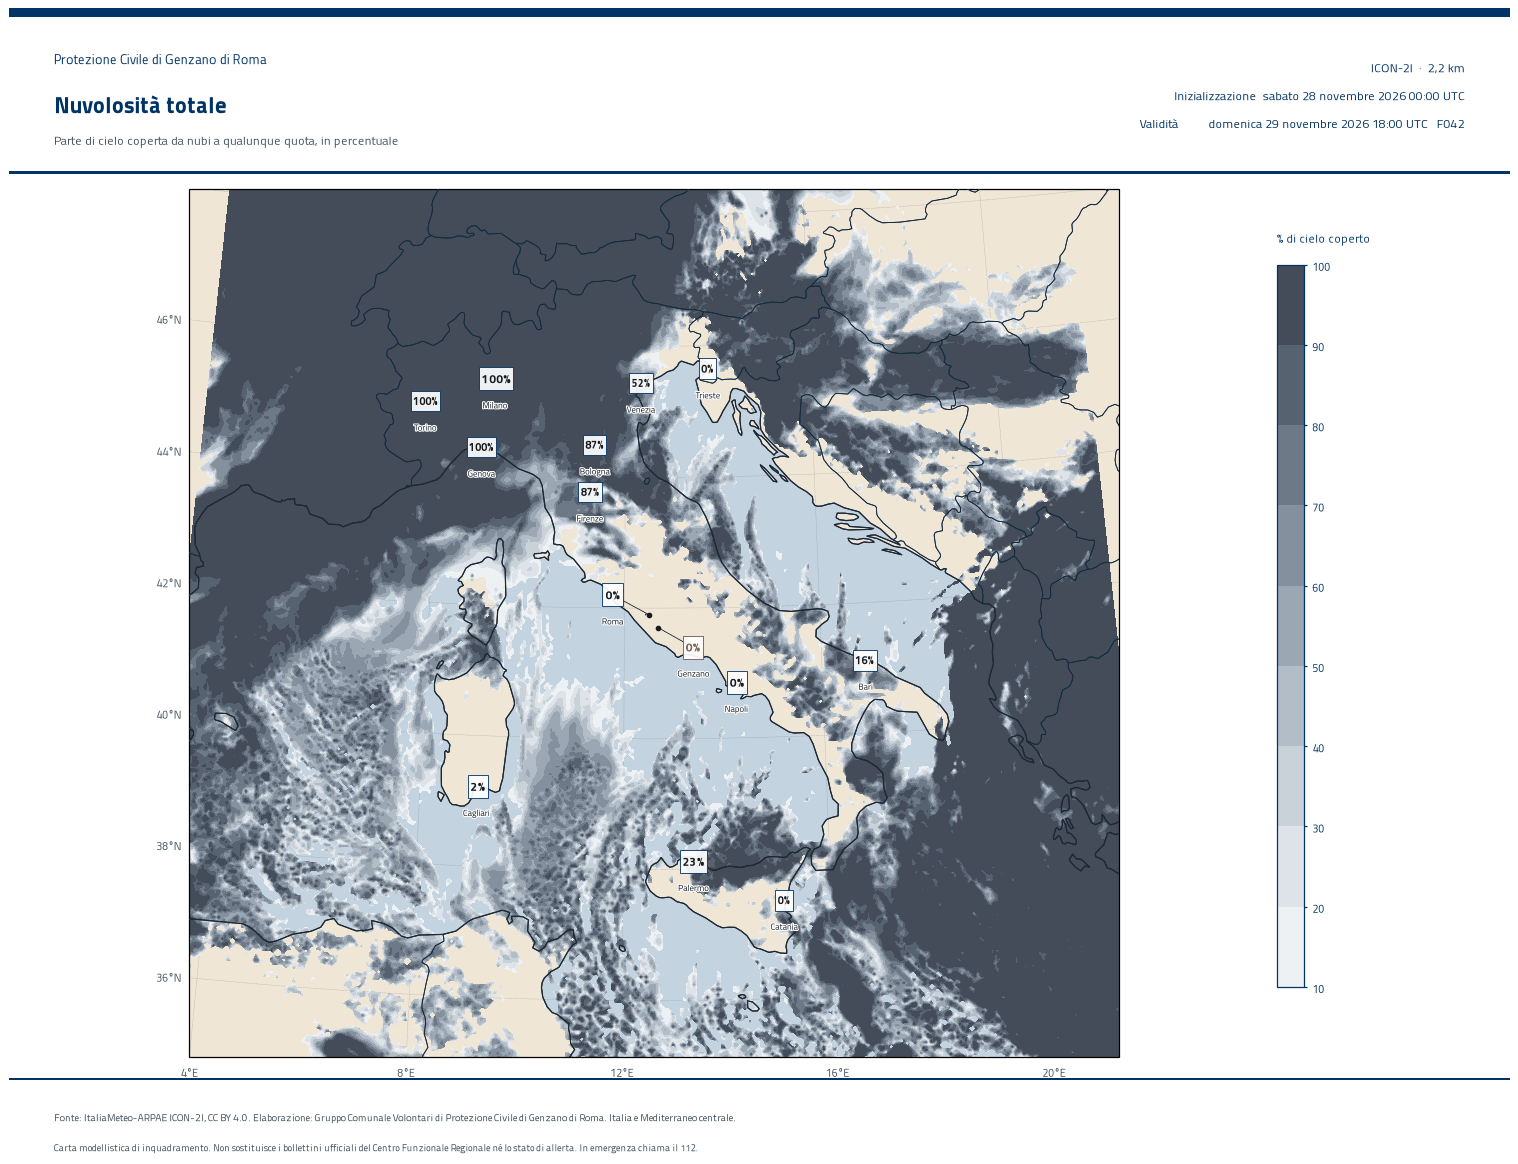 Protezione Civile di Genzano di Roma
Nuvolosità totale
Parte di cielo coperta da nubi a qualunque quota, in percentuale
ICON-2I · 2,2 km
Inizializzazione sabato 28 novembre 2026 00:00 UTC
Validità domenica 29 novembre 2026 18:00 UTC F042
% di cielo coperto
100
90
80
70
60
50
40
30
20
10
46°N
44°N
42°N
40°N
38°N
36°N
4°E
8°E
12°E
16°E
20°E
100%
Milano
100%
Torino
100%
Genova
52%
Venezia
0%
Trieste
87%
Bologna
87%
Firenze
0%
Roma
0%
Genzano
0%
Napoli
16%
Bari
2%
Cagliari
23%
Palermo
0%
Catania
Fonte: ItaliaMeteo-ARPAE ICON-2I, CC BY 4.0. Elaborazione: Gruppo Comunale Volontari di Protezione Civile di Genzano di Roma. Italia e Mediterraneo centrale.
Carta modellistica di inquadramento. Non sostituisce i bollettini ufficiali del Centro Funzionale Regionale né lo stato di allerta. In emergenza chiama il 112.